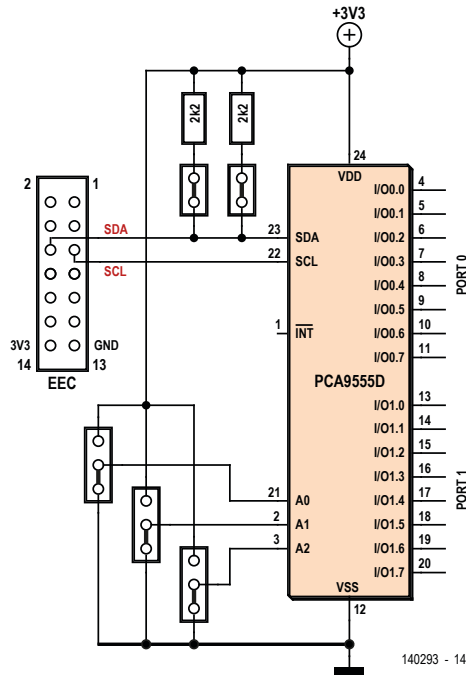 +3V3
2k2 2k2
24
VDD
2 1
SDA
SCL
3V3 GND
14 13
EEC
23 SDA
22 SCL
1 INT
PCA9555D
21 A0
2 A1
3 A2
I/O0.0 4
I/O0.1 5
I/O0.2 6
I/O0.3 7
I/O0.4 8
I/O0.5 9
I/O0.6 10
I/O0.7 11
PORT 0
I/O1.0 13
I/O1.1 14
I/O1.2 15
I/O1.3 16
I/O1.4 17
I/O1.5 18
I/O1.6 19
I/O1.7 20
PORT 1
VSS
12
140293 - 14